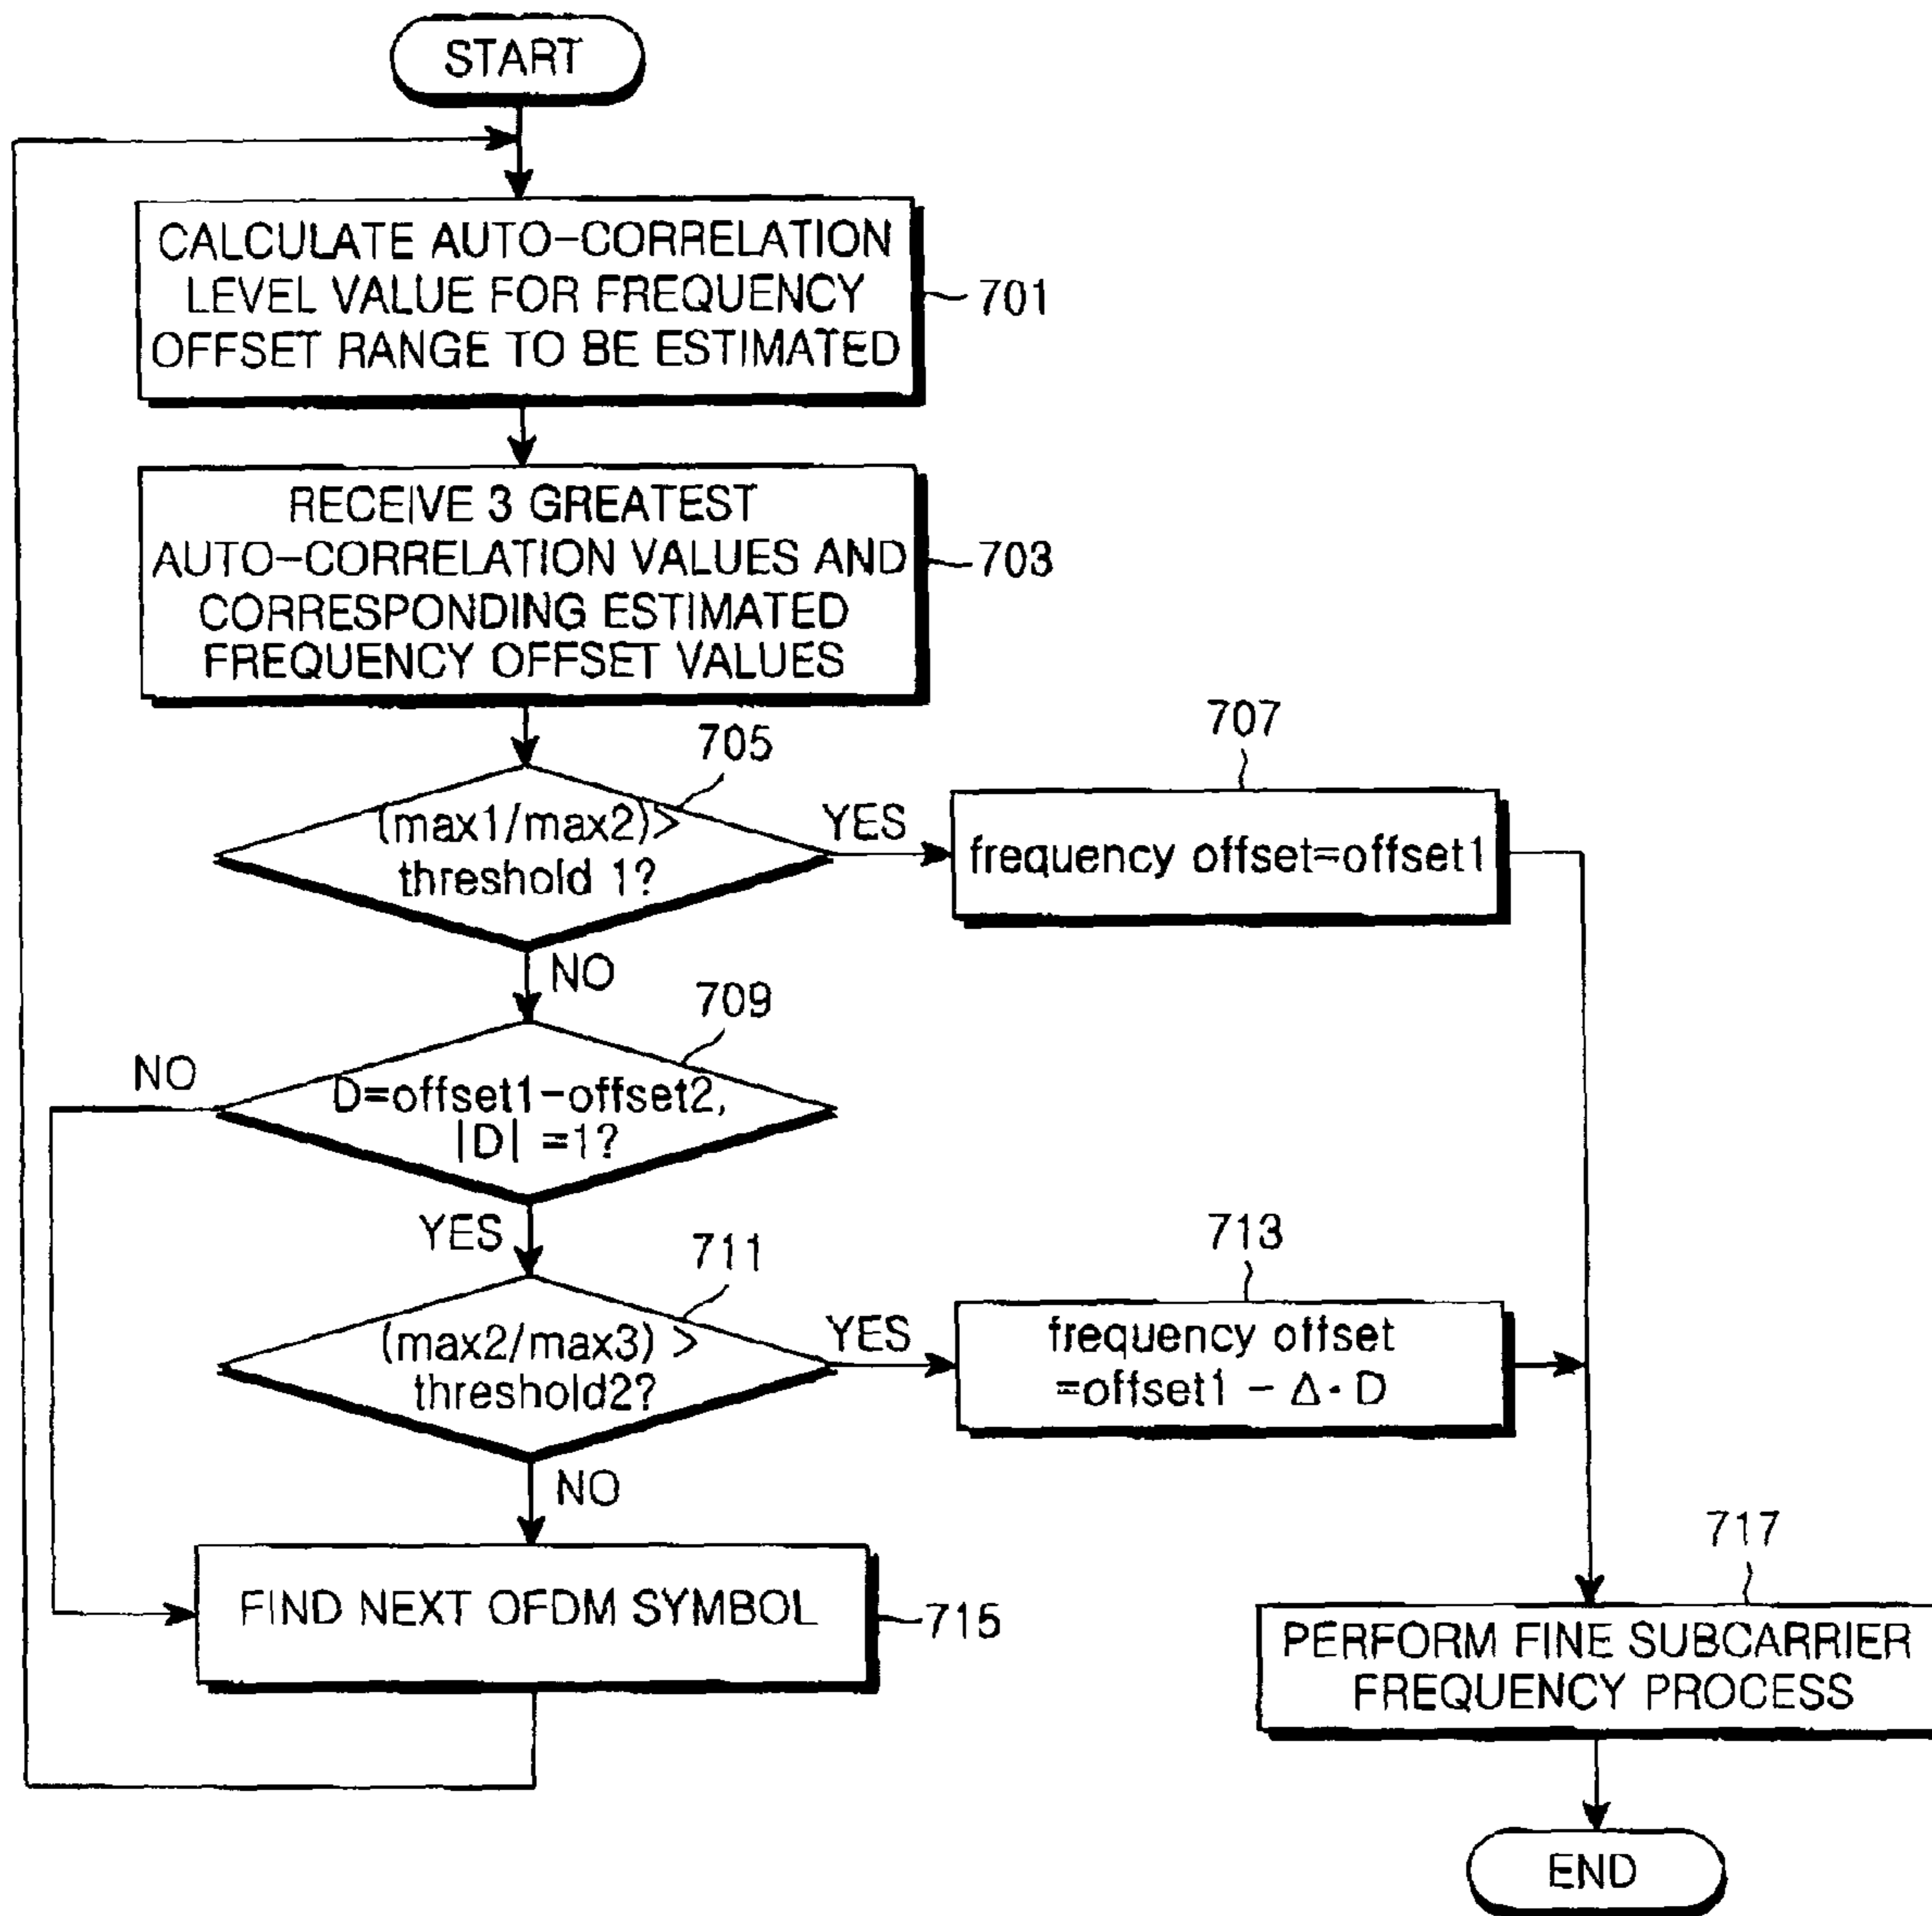 START
CALCULATE AUTO-CORRELATION
LEVEL VALUE FOR FREQUENCY
OFFSET RANGE TO BE ESTIMATED
701
RECEIVE 3 GREATEST
AUTO-CORRELATION VALUES AND
CORRESPONDING ESTIMATED
FREQUENCY OFFSET VALUES
703
705
(max1/max2)>
threshold 1?
YES
707
frequency offset=offset1
NO
709
NO
D=offset1-offset2,
|D| =1?
YES
711
(max2/max3) >
threshold2?
YES
713
frequency offset
=offset1 - Δ· D
NO
FIND NEXT OFDM SYMBOL
715
717
PERFORM FINE SUBCARRIER
FREQUENCY PROCESS
END